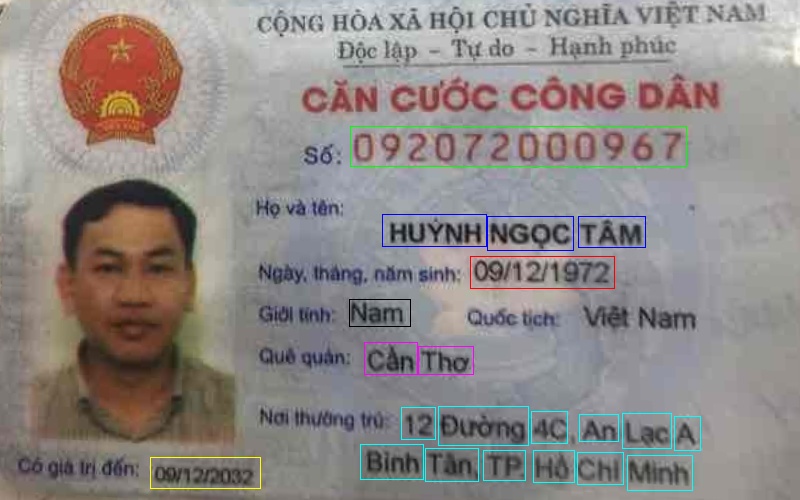 CỘNG HÒA XÃ HỘI CHỦ NGHĨA VIỆT NAM
Độc lập - Tự do - Hạnh phúc
CĂN CƯỚC CÔNG DÂN
Số: 092072000967
Họ và tên:
HUỲNH NGỌC TÂM
Ngày, tháng, năm sinh: 09/12/1972
Giới tính: Nam Quốc tịch: Việt Nam
Quê quán: Cần Thơ
Nơi thường trú: 12 Đường 4C, An Lạc A
Bình Tân, TP Hồ Chí Minh
Có giá trị đến: 09/12/2032